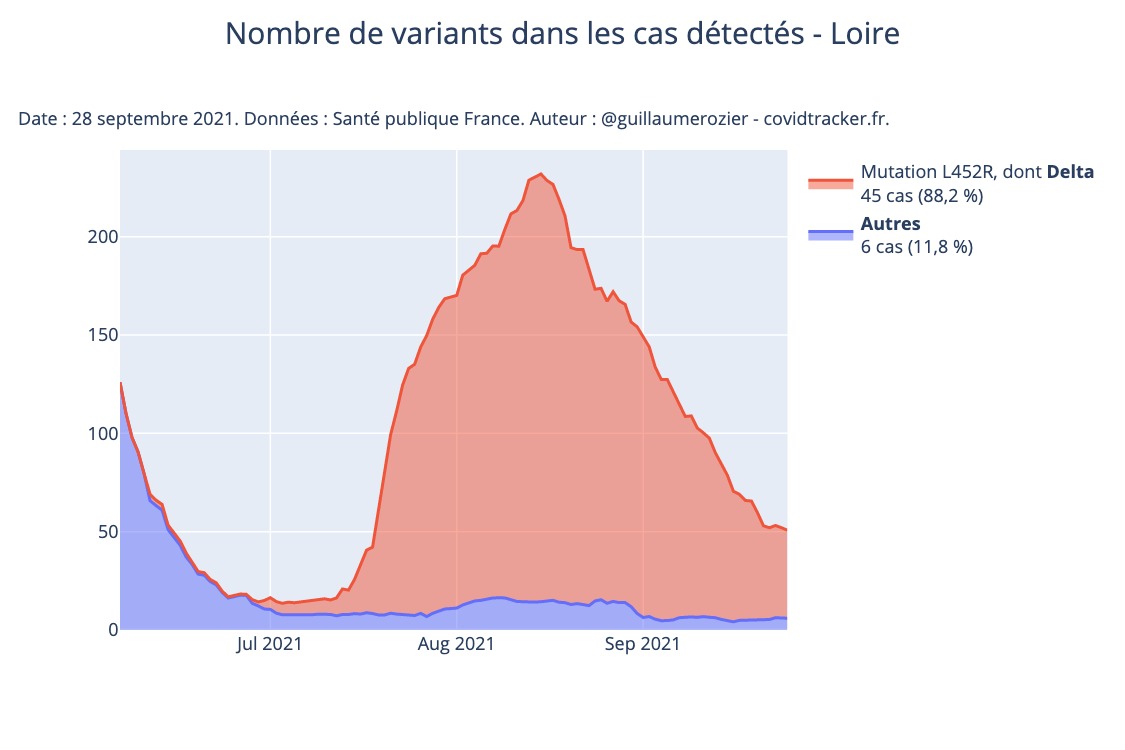 Nombre de variants dans les cas détectés - Loire
Date : 28 septembre 2021. Données : Santé publique France. Auteur : @guillaumerozier - covidtracker.fr.
Mutation L452R, dont Delta
45 cas (88,2 %)
Autres
6 cas (11,8 %)
200
150
100
50
0
Jul 2021
Aug 2021
Sep 2021